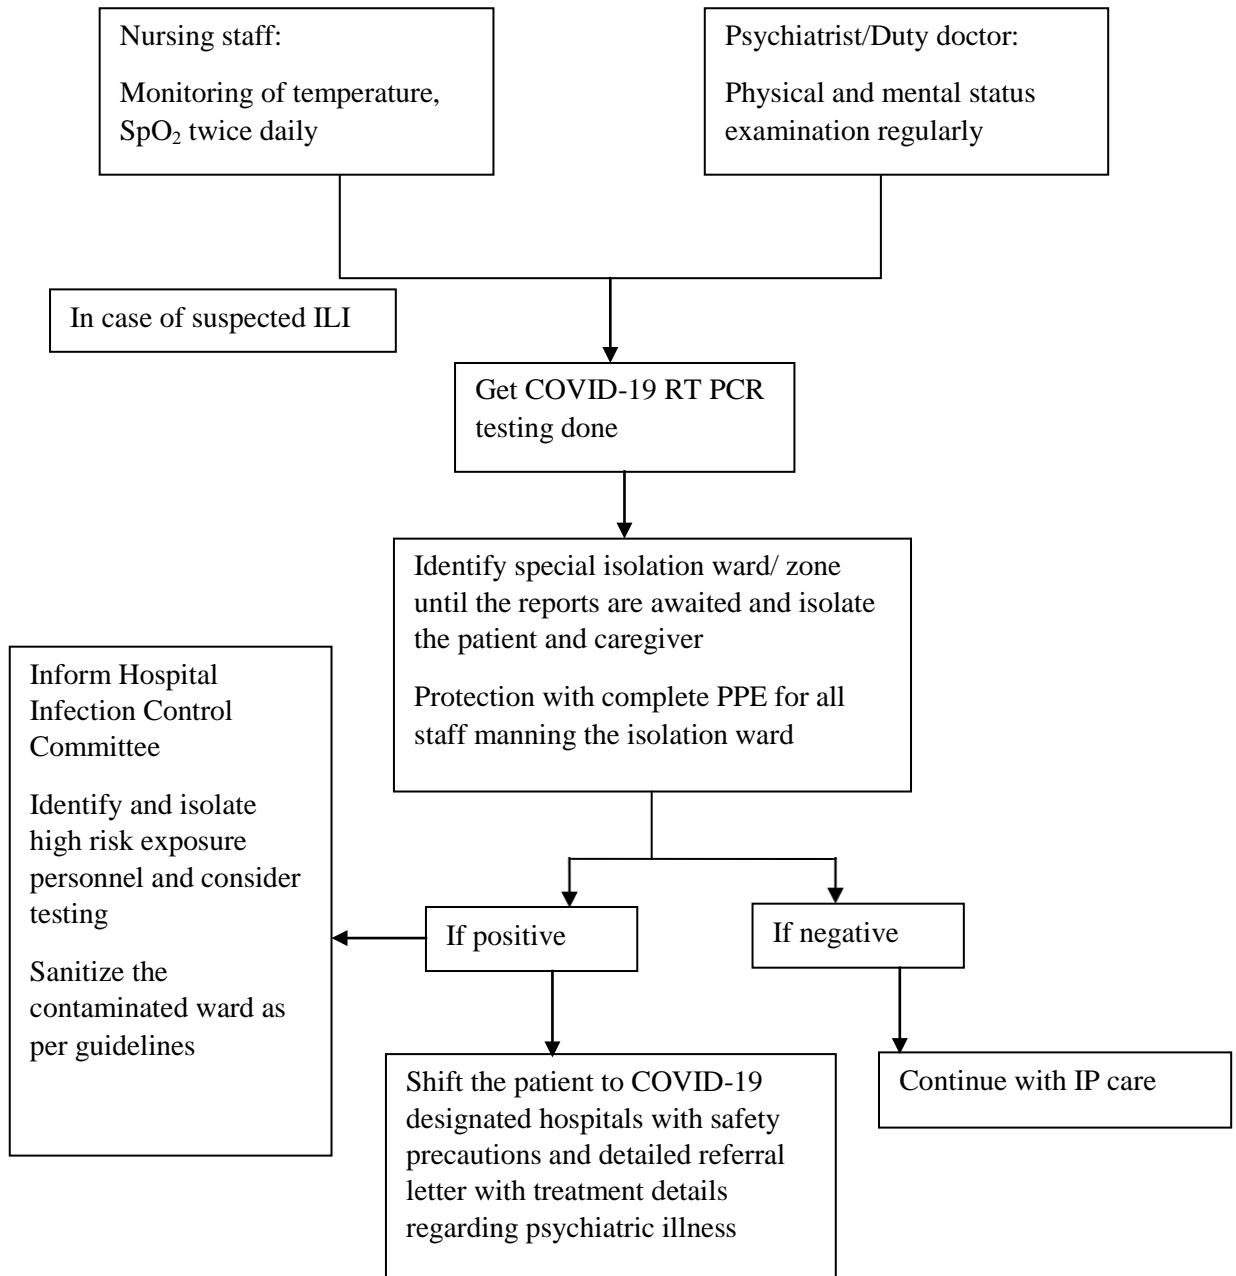 Nursing staff:
Monitoring of temperature,
SpO₂ twice daily
Psychiatrist/Duty doctor:
Physical and mental status
examination regularly
In case of suspected ILI
Get COVID-19 RT PCR
testing done
Identify special isolation ward/ zone
until the reports are awaited and isolate
the patient and caregiver
Protection with complete PPE for all
staff manning the isolation ward
Inform Hospital
Infection Control
Committee
Identify and isolate
high risk exposure
personnel and consider
testing
Sanitize the
contaminated ward as
per guidelines
If positive
If negative
Shift the patient to COVID-19
designated hospitals with safety
precautions and detailed referral
letter with treatment details
regarding psychiatric illness
Continue with IP care